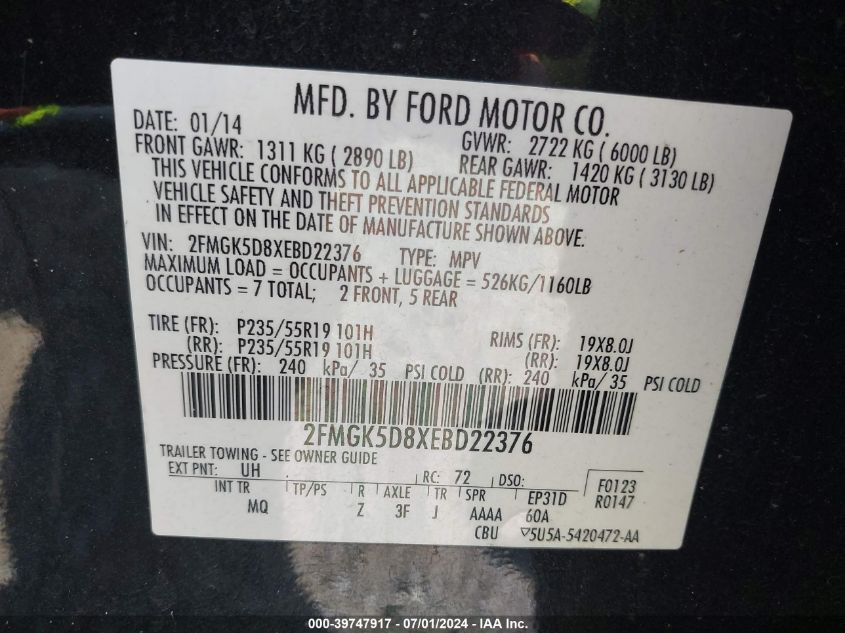 MFD. BY FORD MOTOR CO.
DATE: 01/14 GVWR: 2722 KG ( 6000 LB)
FRONT GAWR: 1311 KG ( 2890 LB) REAR GAWR: 1420 KG ( 3130 LB)
THIS VEHICLE CONFORMS TO ALL APPLICABLE FEDERAL MOTOR
VEHICLE SAFETY AND THEFT PREVENTION STANDARDS
IN EFFECT ON THE DATE OF MANUFACTURE SHOWN ABOVE.
VIN: 2FMGK5D8XEBD22376 TYPE: MPV
MAXIMUM LOAD = OCCUPANTS + LUGGAGE = 526KG/1160LB
OCCUPANTS = 7 TOTAL; 2 FRONT, 5 REAR
TIRE (FR): P235/55R19 101H RIMS (FR): 19X8.0J
(RR): P235/55R19 101H (RR): 19X8.0J
PRESSURE (FR): 240 kPa/ 35 PSI COLD (RR): 240 kPa/ 35 PSI COLD
2FMGK5D8XEBD22376
TRAILER TOWING - SEE OWNER GUIDE
EXT PNT: UH RC: 72 DSO: F0123
INT TR TP/PS R AXLE TR SPR EP31D R0147
MQ Z 3F J AAAA 60A
CBU ▽5U5A-5420472-AA
000-39747917 - 07/01/2024 - IAA Inc.